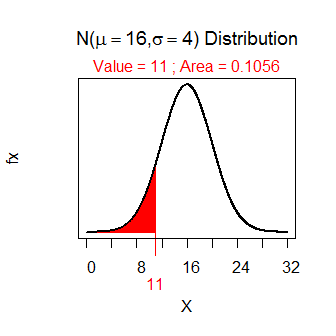 N(μ = 16,σ = 4) Distribution
Value = 11 ; Area = 0.1056
fx
0 8 16 24 32
11
X